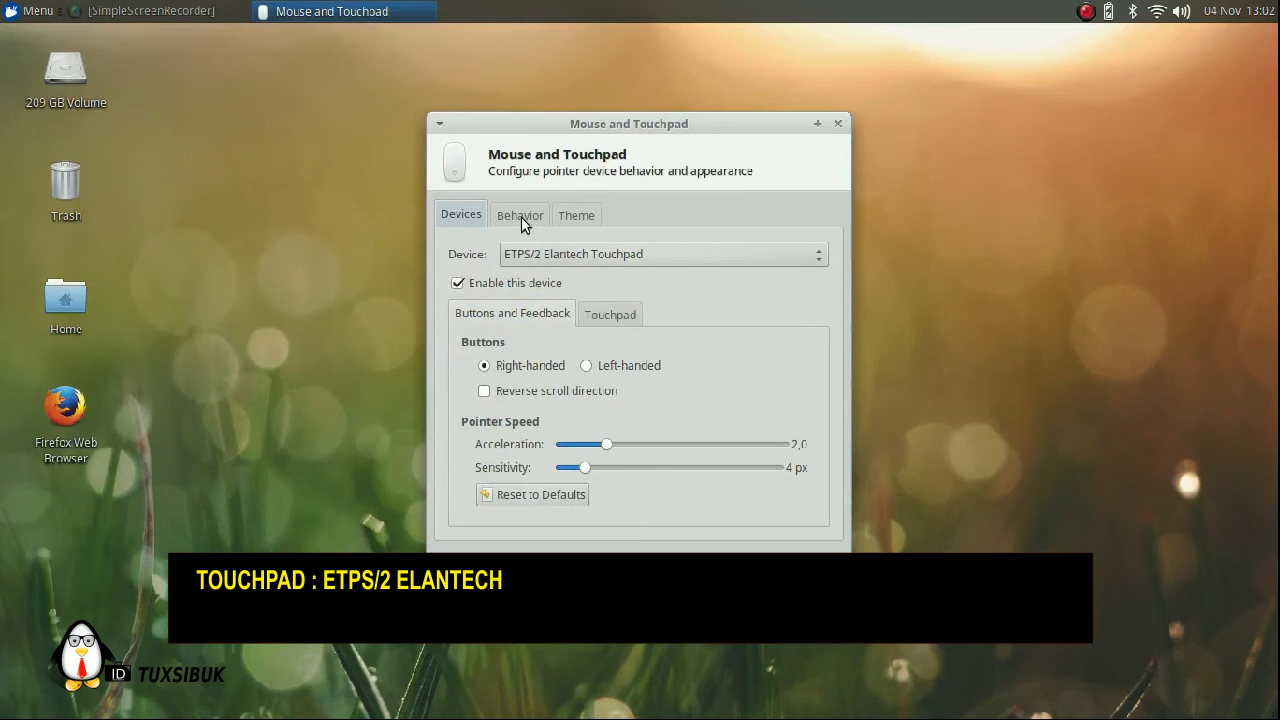 Menu
[SimpleScreenRecorder]
Mouse and Touchpad
04 Nov, 13:02
209 GB Volume
Trash
Home
Firefox Web
Browser
Mouse and Touchpad
Mouse and Touchpad
Configure pointer device behavior and appearance
Devices Behavior Theme
Device: ETPS/2 Elantech Touchpad
Enable this device
Buttons and Feedback Touchpad
Buttons
Right-handed Left-handed
Reverse scroll direction
Pointer Speed
Acceleration: 2,0
Sensitivity: 4 px
Reset to Defaults
TOUCHPAD : ETPS/2 ELANTECH
ID TUXSIBUK